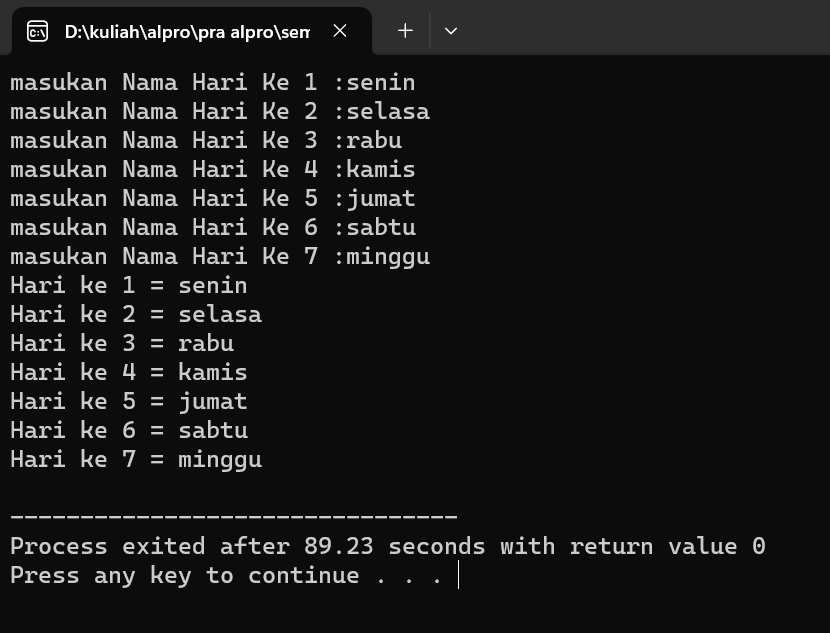 D:\kuliah\alpro\pra alpro\sem
masukan Nama Hari Ke 1 :senin
masukan Nama Hari Ke 2 :selasa
masukan Nama Hari Ke 3 :rabu
masukan Nama Hari Ke 4 :kamis
masukan Nama Hari Ke 5 :jumat
masukan Nama Hari Ke 6 :sabtu
masukan Nama Hari Ke 7 :minggu
Hari ke 1 = senin
Hari ke 2 = selasa
Hari ke 3 = rabu
Hari ke 4 = kamis
Hari ke 5 = jumat
Hari ke 6 = sabtu
Hari ke 7 = minggu
--------------------------------
Process exited after 89.23 seconds with return value 0
Press any key to continue . . .